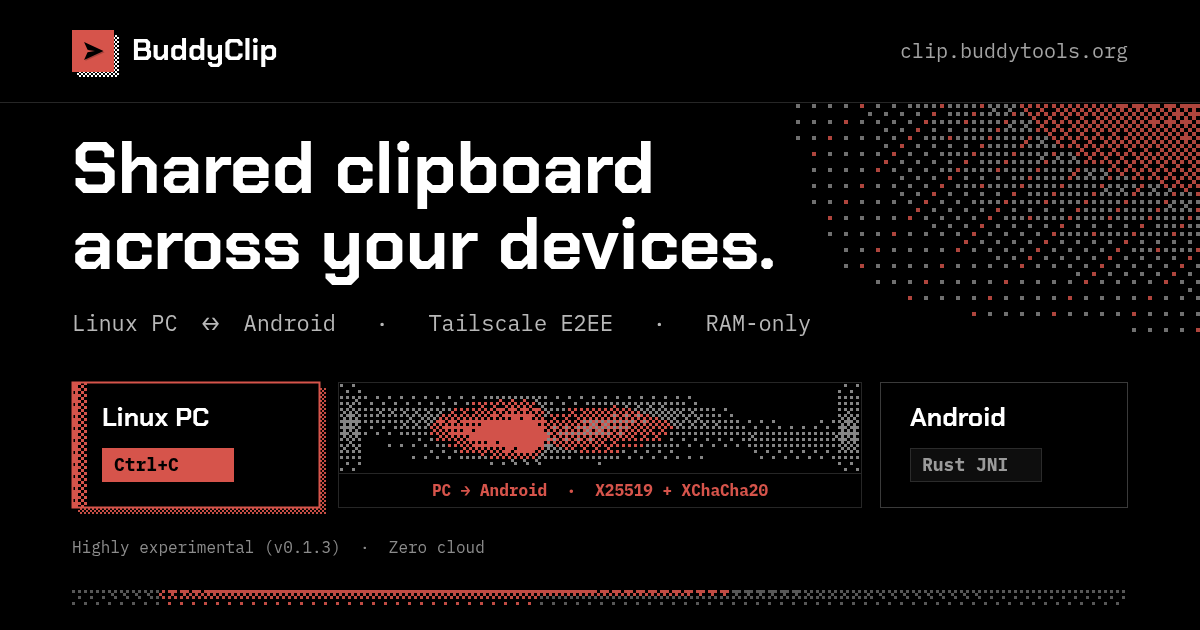 BuddyClip
clip.buddytools.org
Shared clipboard
across your devices.
Linux PC ↔ Android · Tailscale E2EE · RAM-only
Linux PC
Ctrl+C
PC → Android · X25519 + XChaCha20
Android
Rust JNI
Highly experimental (v0.1.3) · Zero cloud